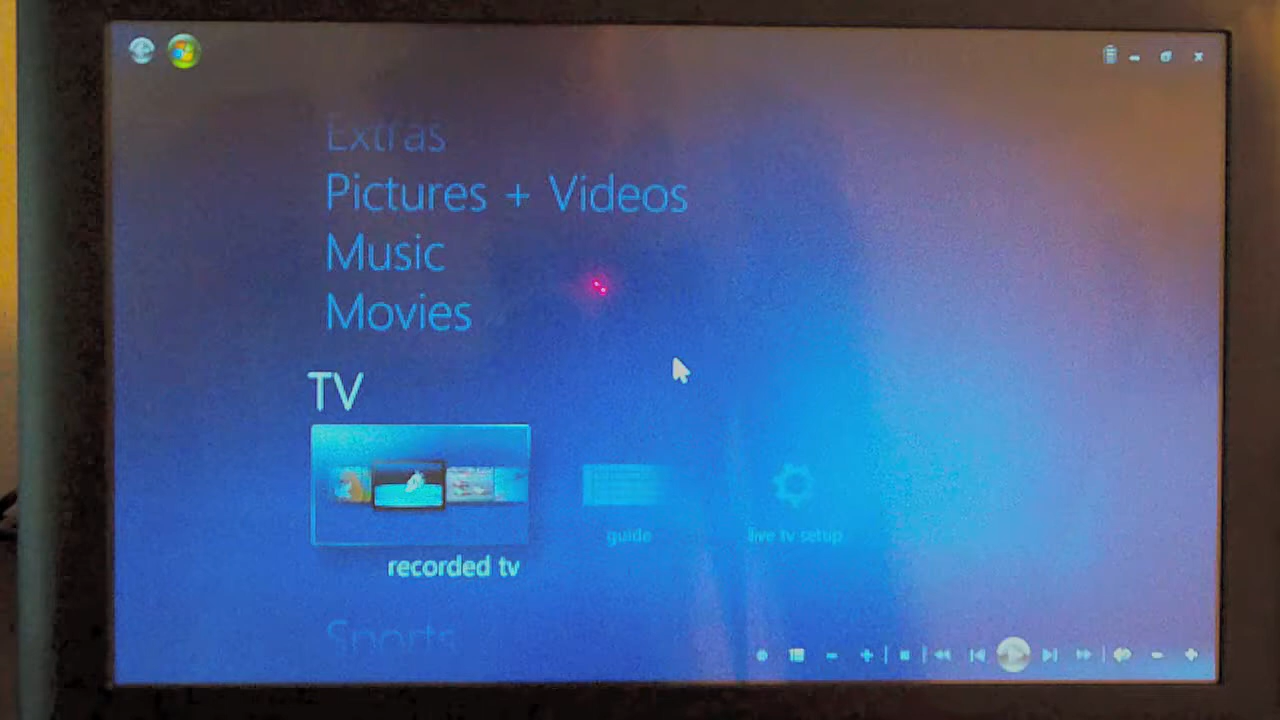 Extras
Pictures + Videos
Music
Movies
TV
recorded tv
guide
live tv setup
Sports